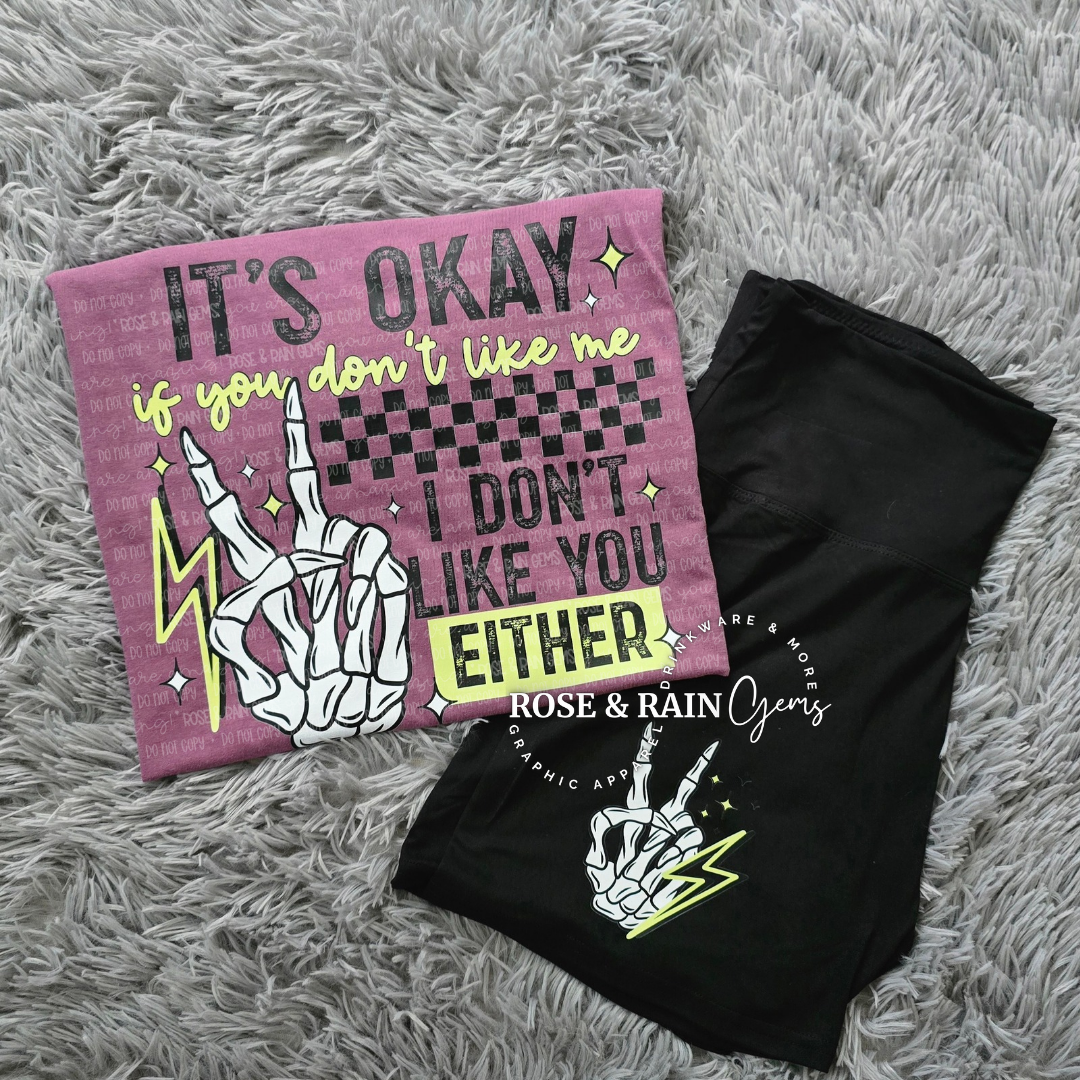 IT'S OKAY
if you don't like me
I DON'T
LIKE YOU
EITHER
DRINKWARE & MORE
ROSE & RAIN Gems
GRAPHIC APPAREL